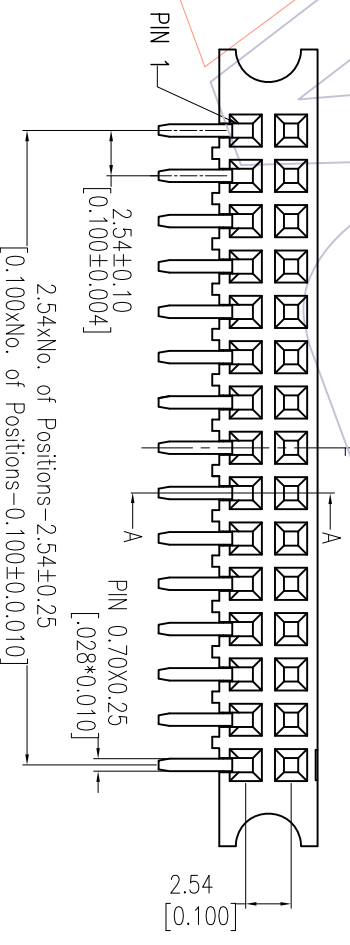 PIN 1
2.54±0.10
[0.100±0.004]
2.54xNo. of Positions-2.54±0.25
[0.100xNo. of Positions-0.100±0.0.010]
A
A
PIN 0.70X0.25
[.028*0.010]
2.54
[0.100]